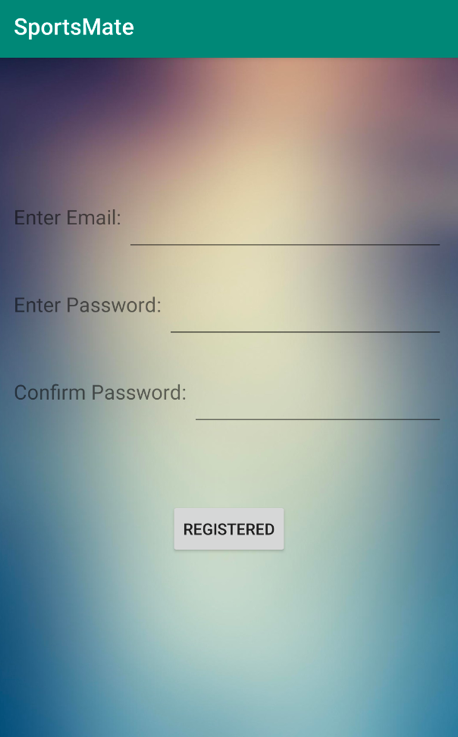 SportsMate
Enter Email:
Enter Password:
Confirm Password:
REGISTERED